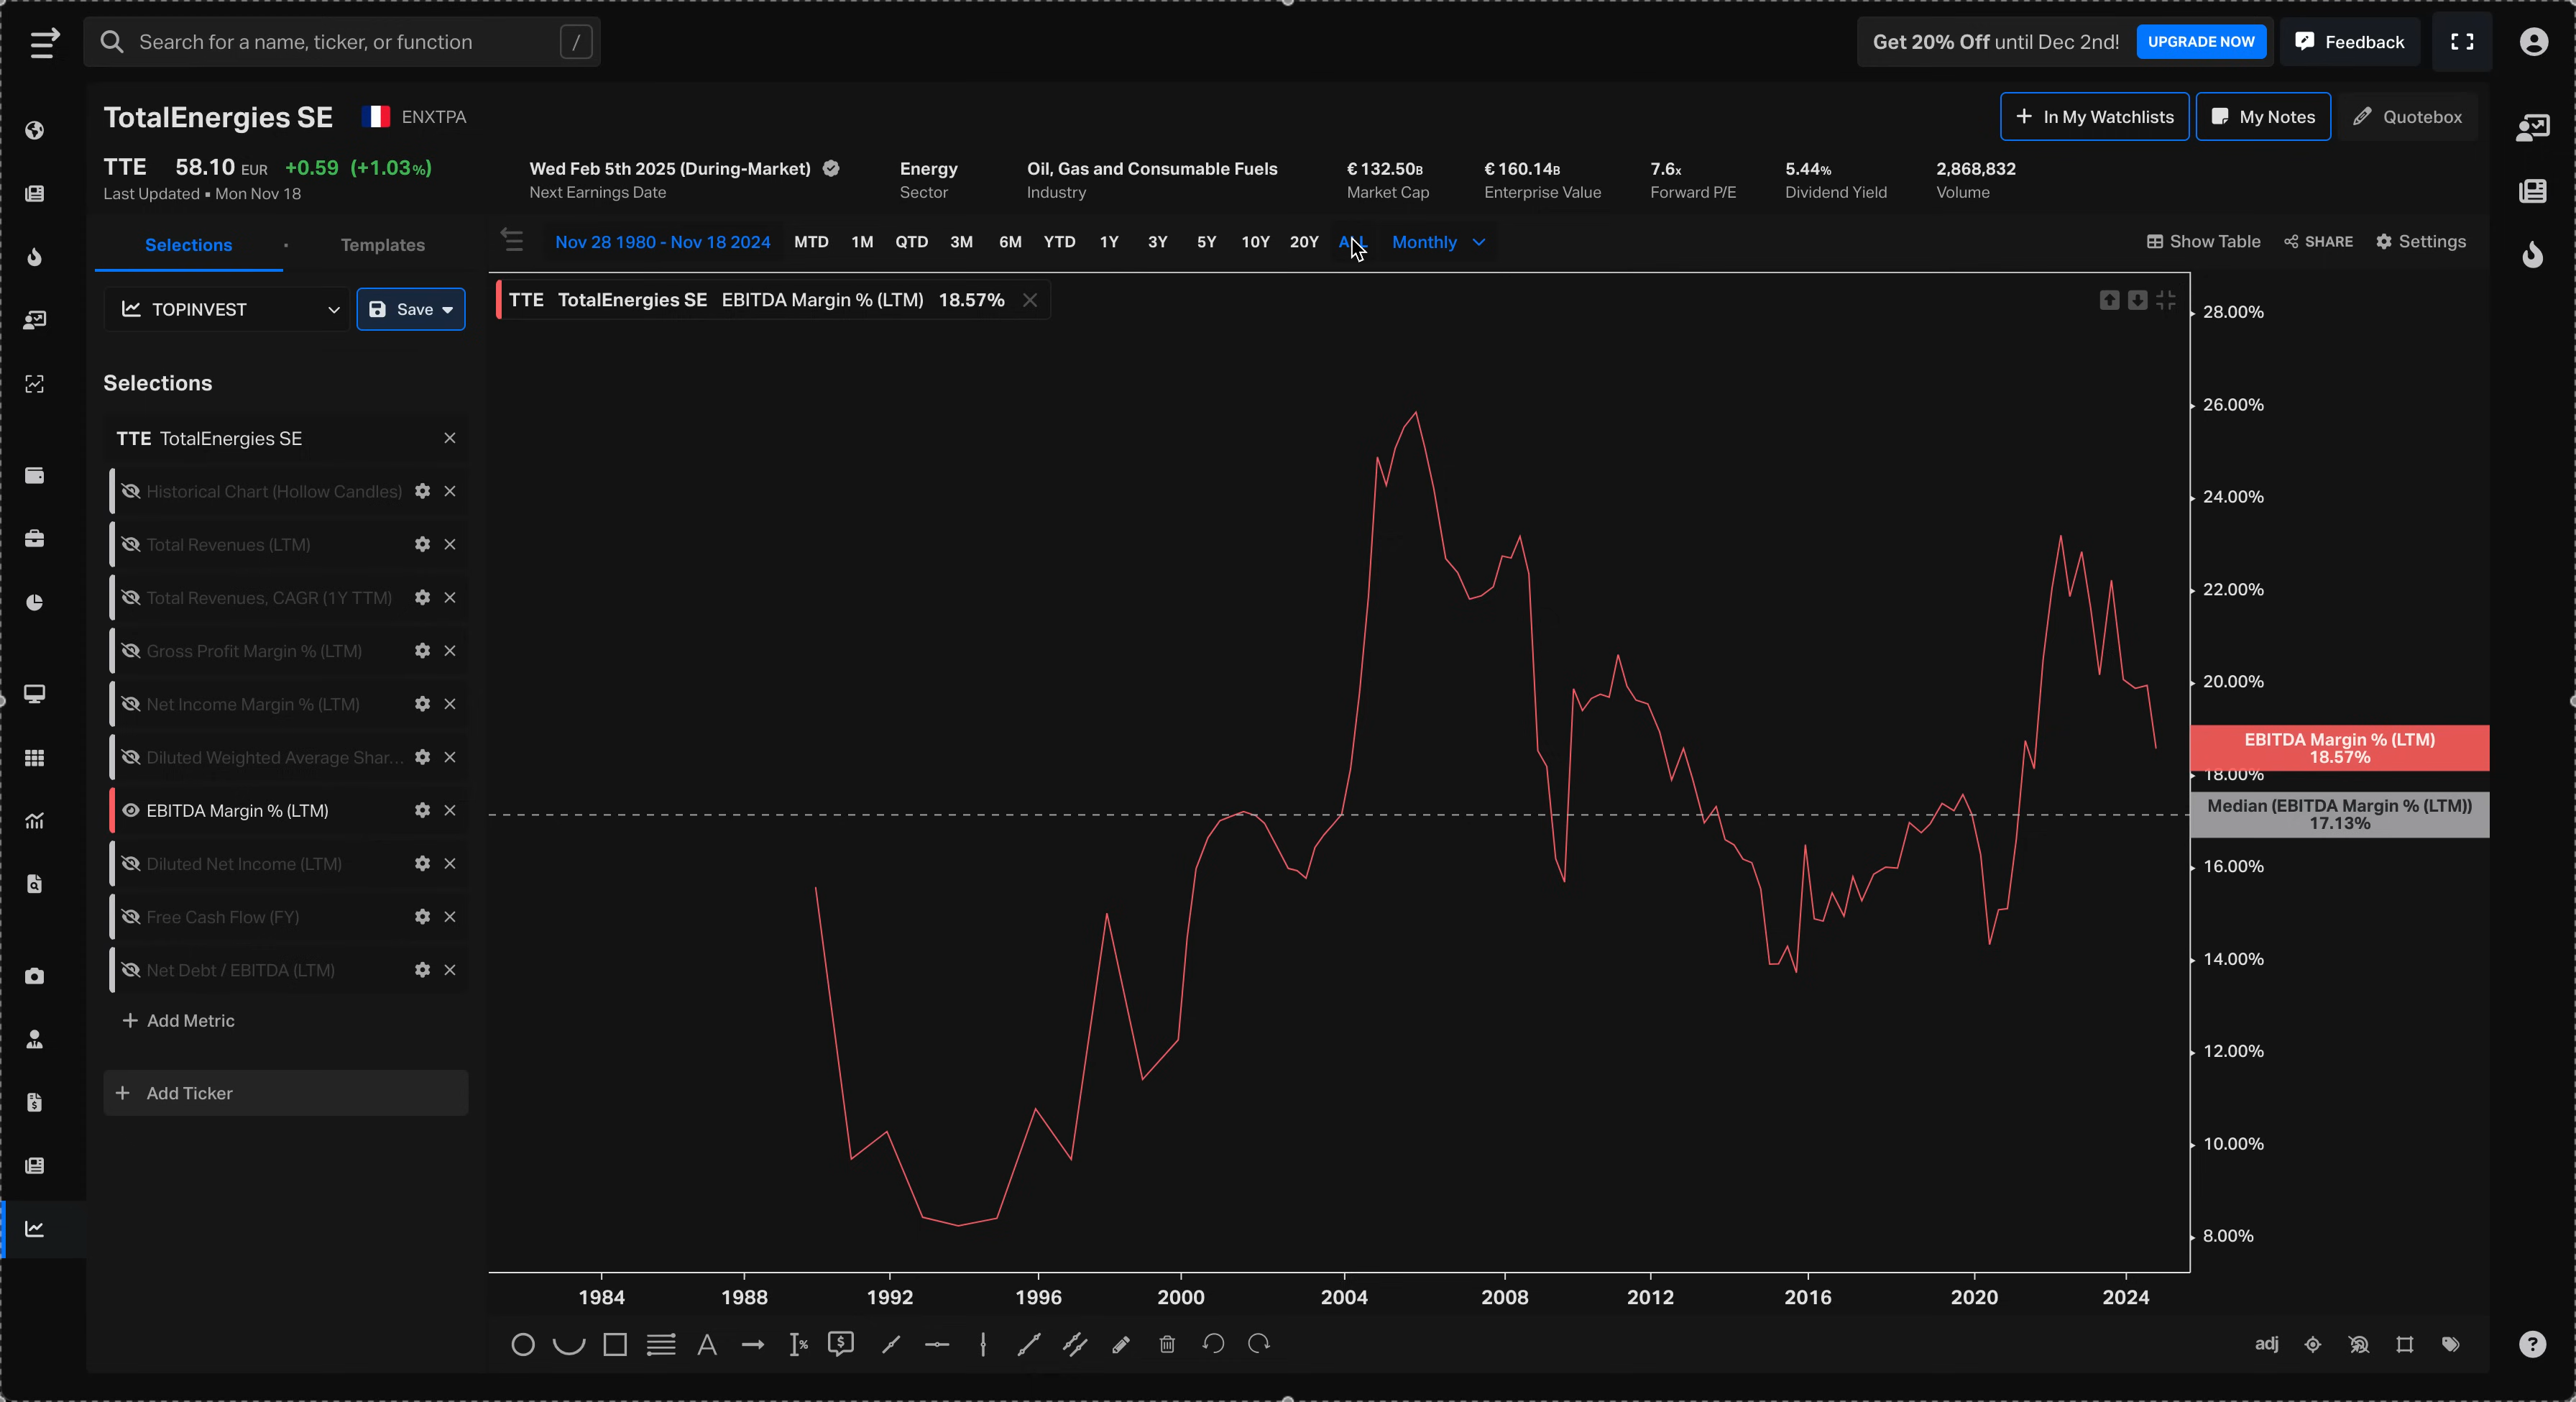 Search for a name, ticker, or function /
Get 20% Off until Dec 2nd! UPGRADE NOW Feedback
TotalEnergies SE ENXTPA
+ In My Watchlists My Notes Quotebox
TTE 58.10 EUR +0.59 (+1.03%)
Last Updated ▪ Mon Nov 18
Wed Feb 5th 2025 (During-Market)
Next Earnings Date
Energy
Sector
Oil, Gas and Consumable Fuels
Industry
€132.50B
Market Cap
€160.14B
Enterprise Value
7.6x
Forward P/E
5.44%
Dividend Yield
2,868,832
Volume
Selections · Templates
Nov 28 1980 - Nov 18 2024 MTD 1M QTD 3M 6M YTD 1Y 3Y 5Y 10Y 20Y ALL Monthly
Show Table SHARE Settings
TOPINVEST Save
Selections
TTE TotalEnergies SE
Historical Chart (Hollow Candles)
Total Revenues (LTM)
Total Revenues, CAGR (1Y TTM)
Gross Profit Margin % (LTM)
Net Income Margin % (LTM)
Diluted Weighted Average Shar...
EBITDA Margin % (LTM)
Diluted Net Income (LTM)
Free Cash Flow (FY)
Net Debt / EBITDA (LTM)
+ Add Metric
+ Add Ticker
TTE TotalEnergies SE EBITDA Margin % (LTM) 18.57%
28.00%
26.00%
24.00%
22.00%
20.00%
EBITDA Margin % (LTM)
18.57%
18.00%
Median (EBITDA Margin % (LTM))
17.13%
16.00%
14.00%
12.00%
10.00%
8.00%
1984 1988 1992 1996 2000 2004 2008 2012 2016 2020 2024
A % $ adj ?